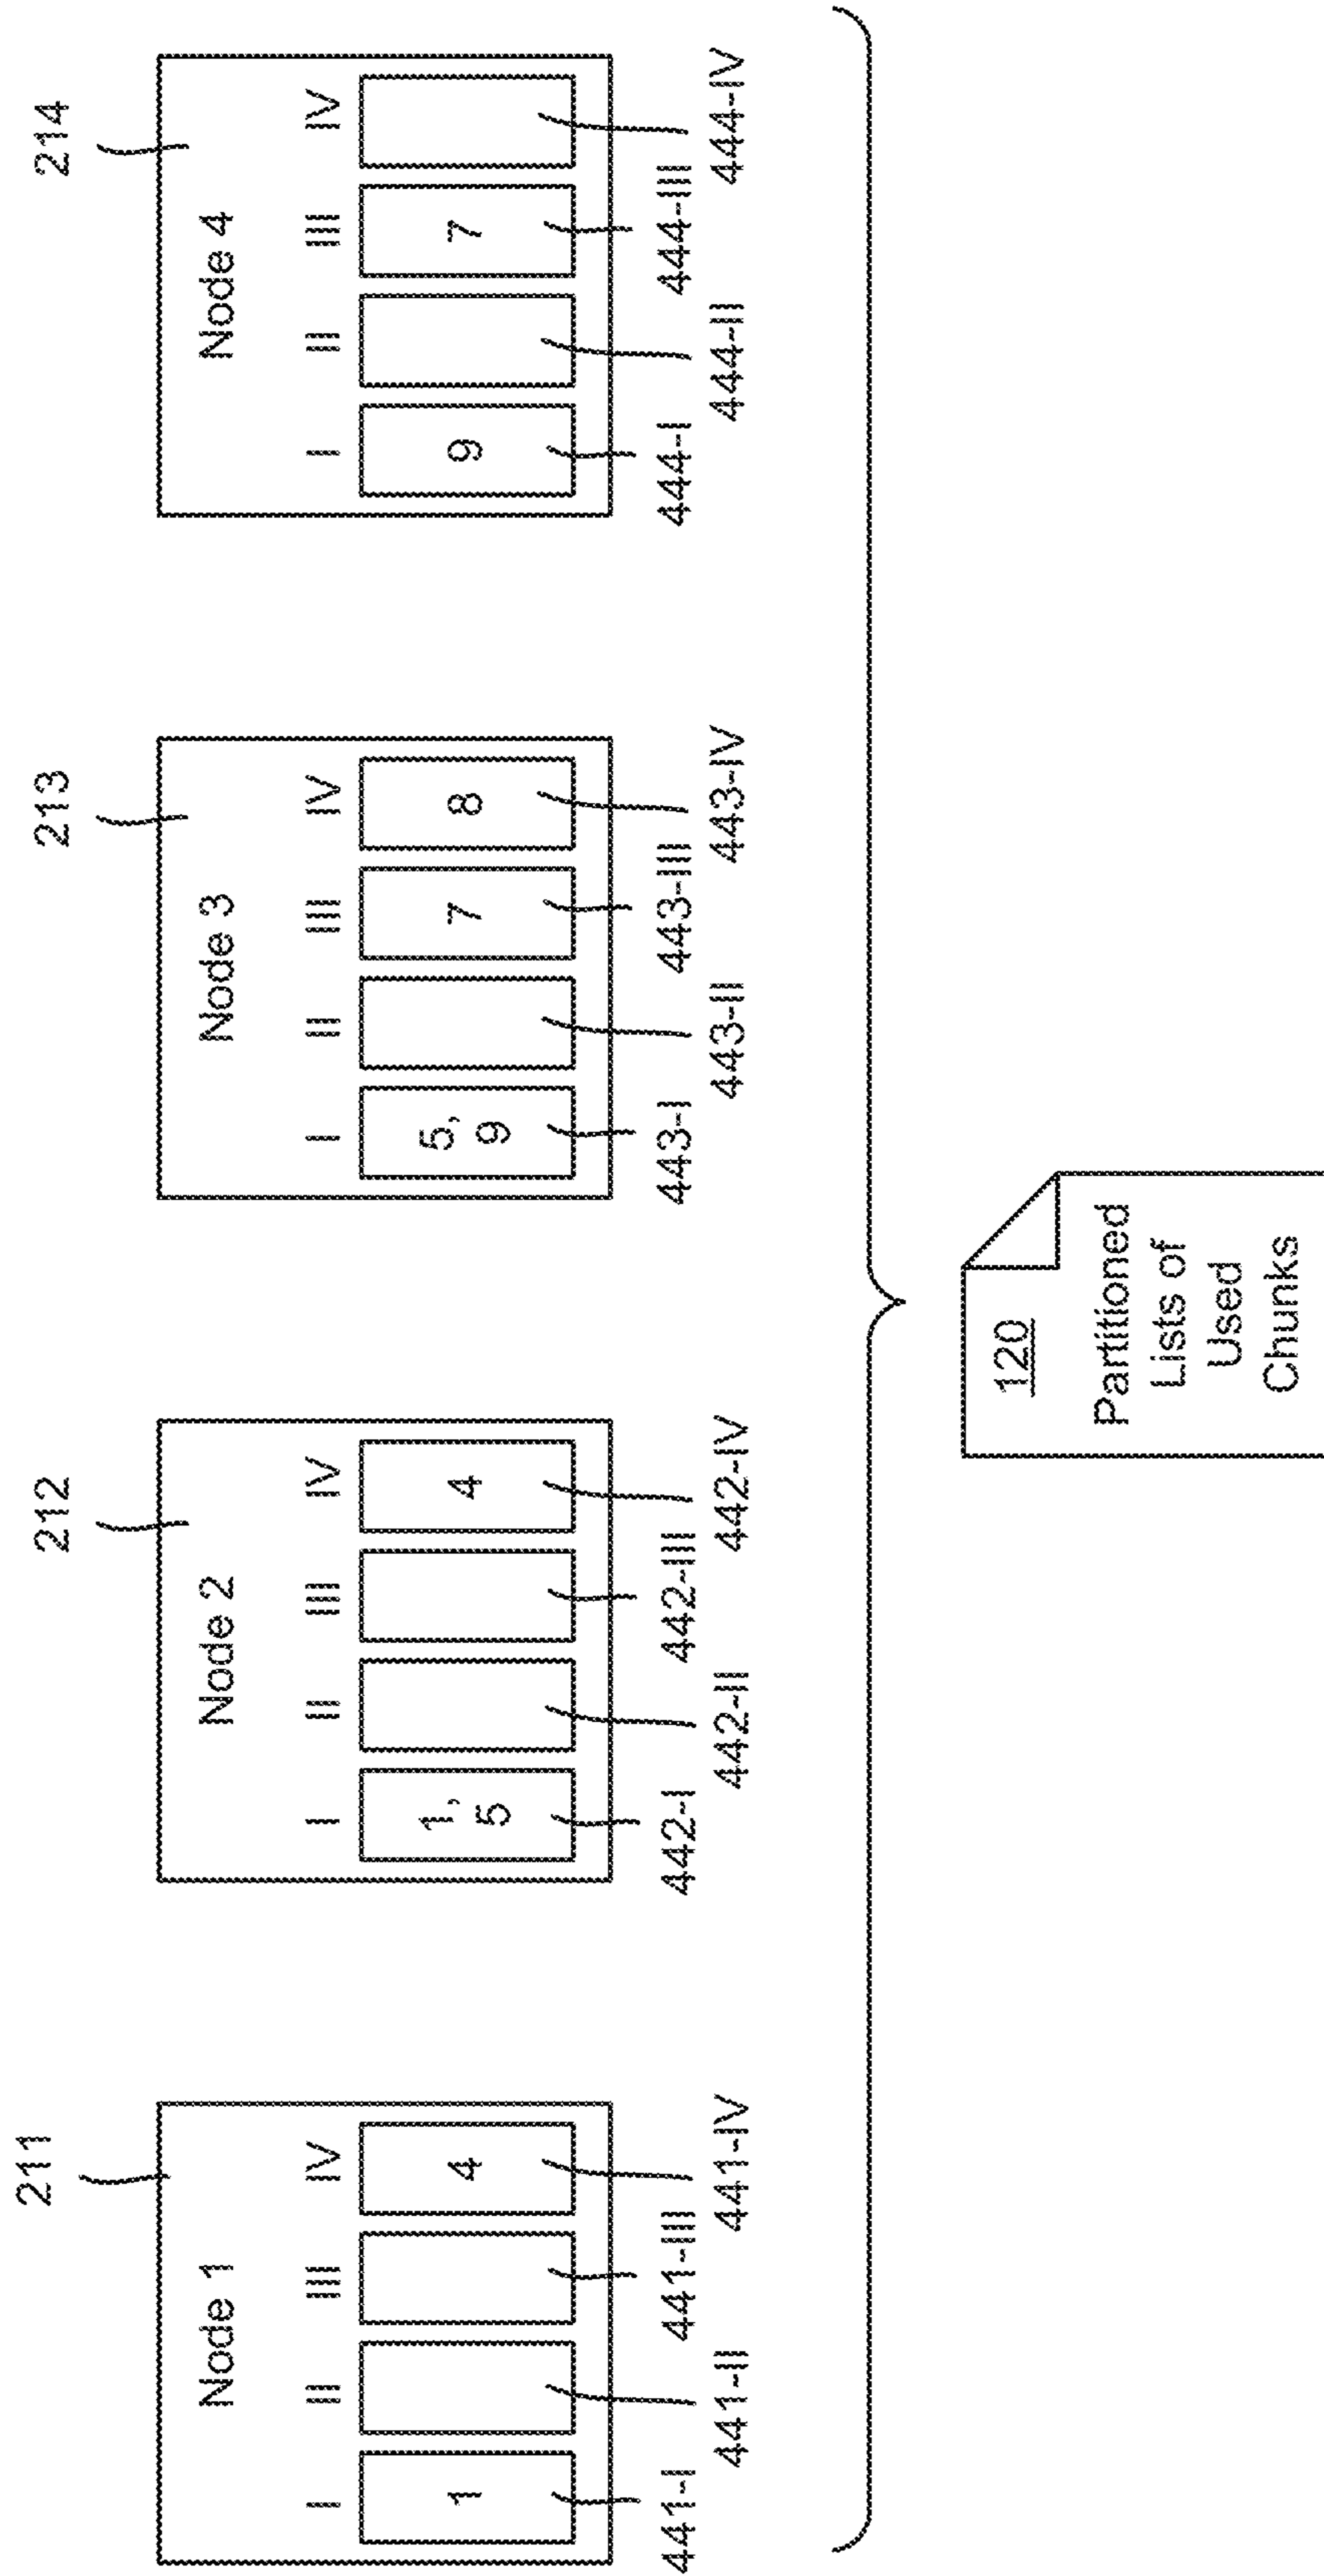 211
212
213
214
Node 1
Node 2
Node 3
Node 4
I II III IV
I II III IV
I II III IV
I II III IV
1
4
1,
5
4
5,
9
7
8
9
7
441-I
441-III
442-I
442-III
443-I
443-III
444-I
444-III
441-II
441-IV
442-II
442-IV
443-II
443-IV
444-II
444-IV
120
Partitioned
Lists of
Used
Chunks